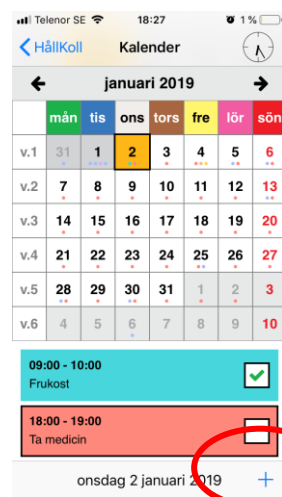 Telenor SE 18:27 1 %
HållKoll Kalender
januari 2019
mån tis ons tors fre lör sön
v.1 31 1 2 3 4 5 6
v.2 7 8 9 10 11 12 13
v.3 14 15 16 17 18 19 20
v.4 21 22 23 24 25 26 27
v.5 28 29 30 31 1 2 3
v.6 4 5 6 7 8 9 10
09:00 - 10:00
Frukost
18:00 - 19:00
Ta medicin
onsdag 2 januari 2019 +